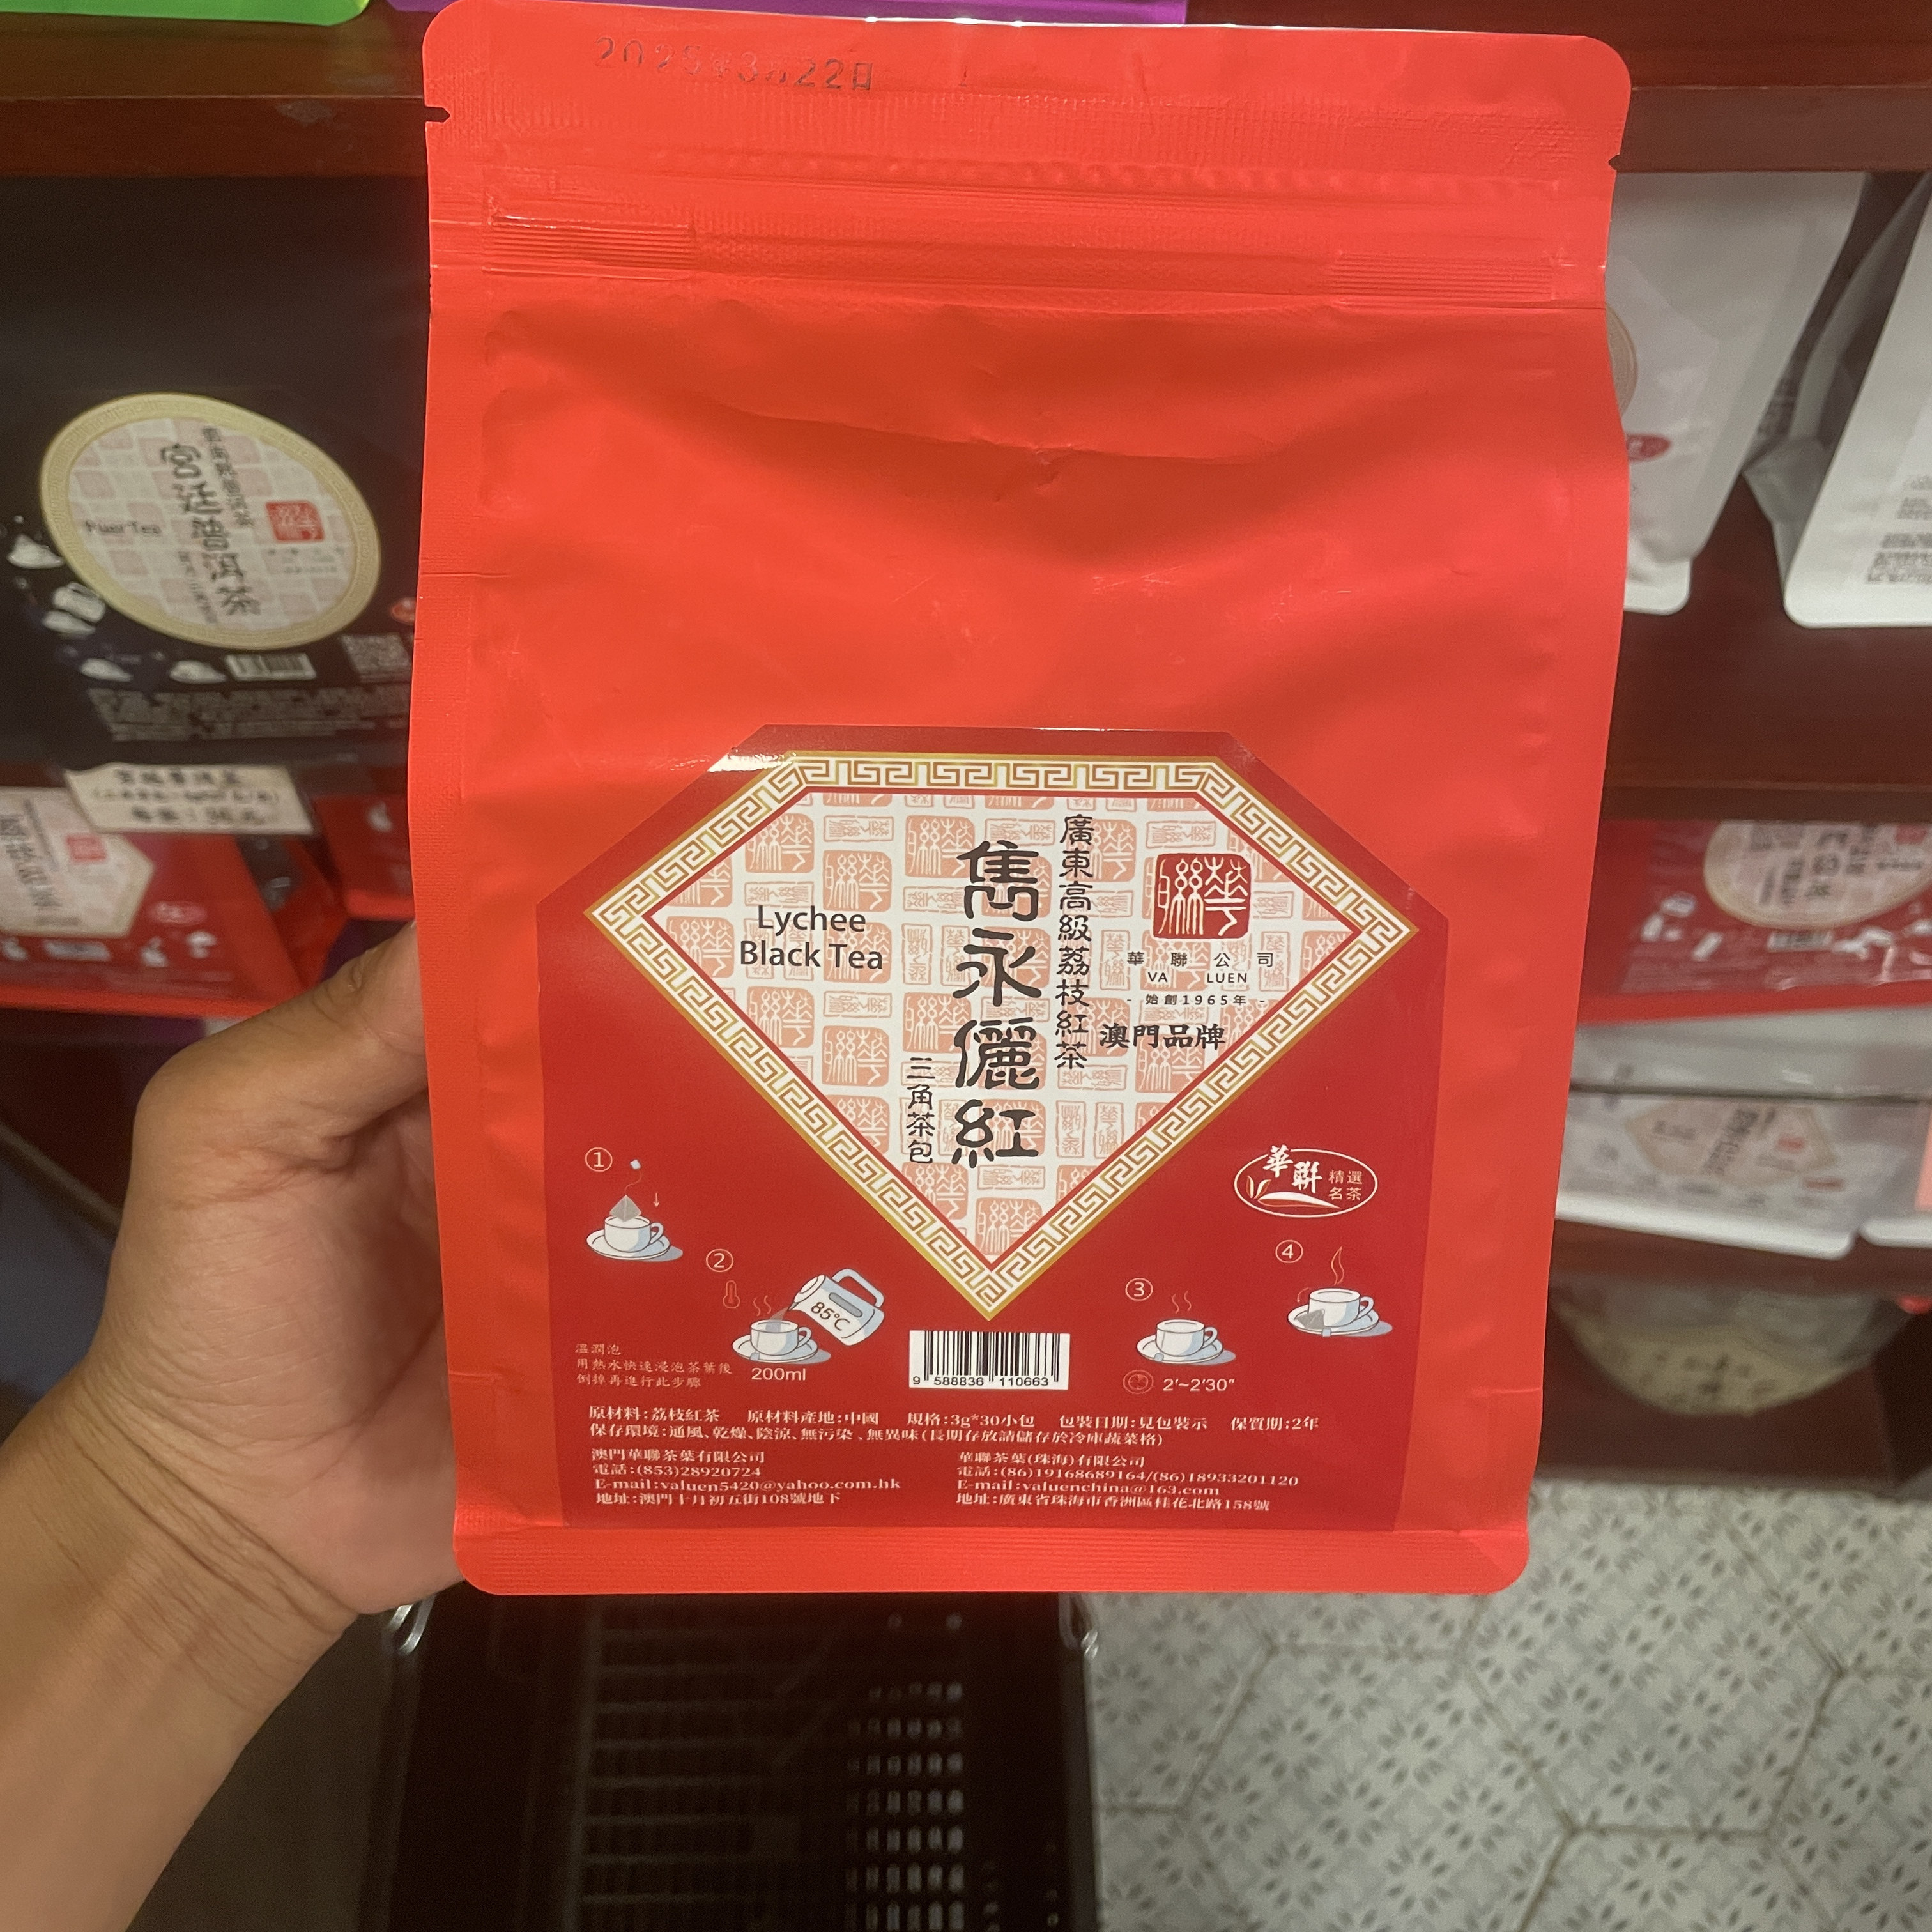 2025年3月22日
Lychee
Black Tea
廣東高級荔枝紅茶
雋永儷紅
三角茶包
聯華
華聯公司
VA LUEN
- 始創1965年 -
澳門品牌
華聯 精選
名茶
①
②
85℃
200ml
溫潤泡
用熱水快速浸泡茶葉後
倒掉再進行此步驟
9 588836 110663
③
2'~2'30"
④
原材料:荔枝紅茶 原材料產地:中國 規格:3g*30小包 包裝日期:見包裝示 保質期:2年
保存環境:通風、乾燥、陰涼、無污染、無異味(長期存放請儲存於冷庫蔬菜格)
澳門華聯茶葉有限公司
電話:(853)28920724
E-mail:valuen5420@yahoo.com.hk
地址:澳門十月初五街108號地下
華聯茶葉(珠海)有限公司
電話:(86)19168689164/(86)18933201120
E-mail:valuenchina@163.com
地址:廣東省珠海市香洲區桂花北路158號
宮廷普洱茶
Puer Tea